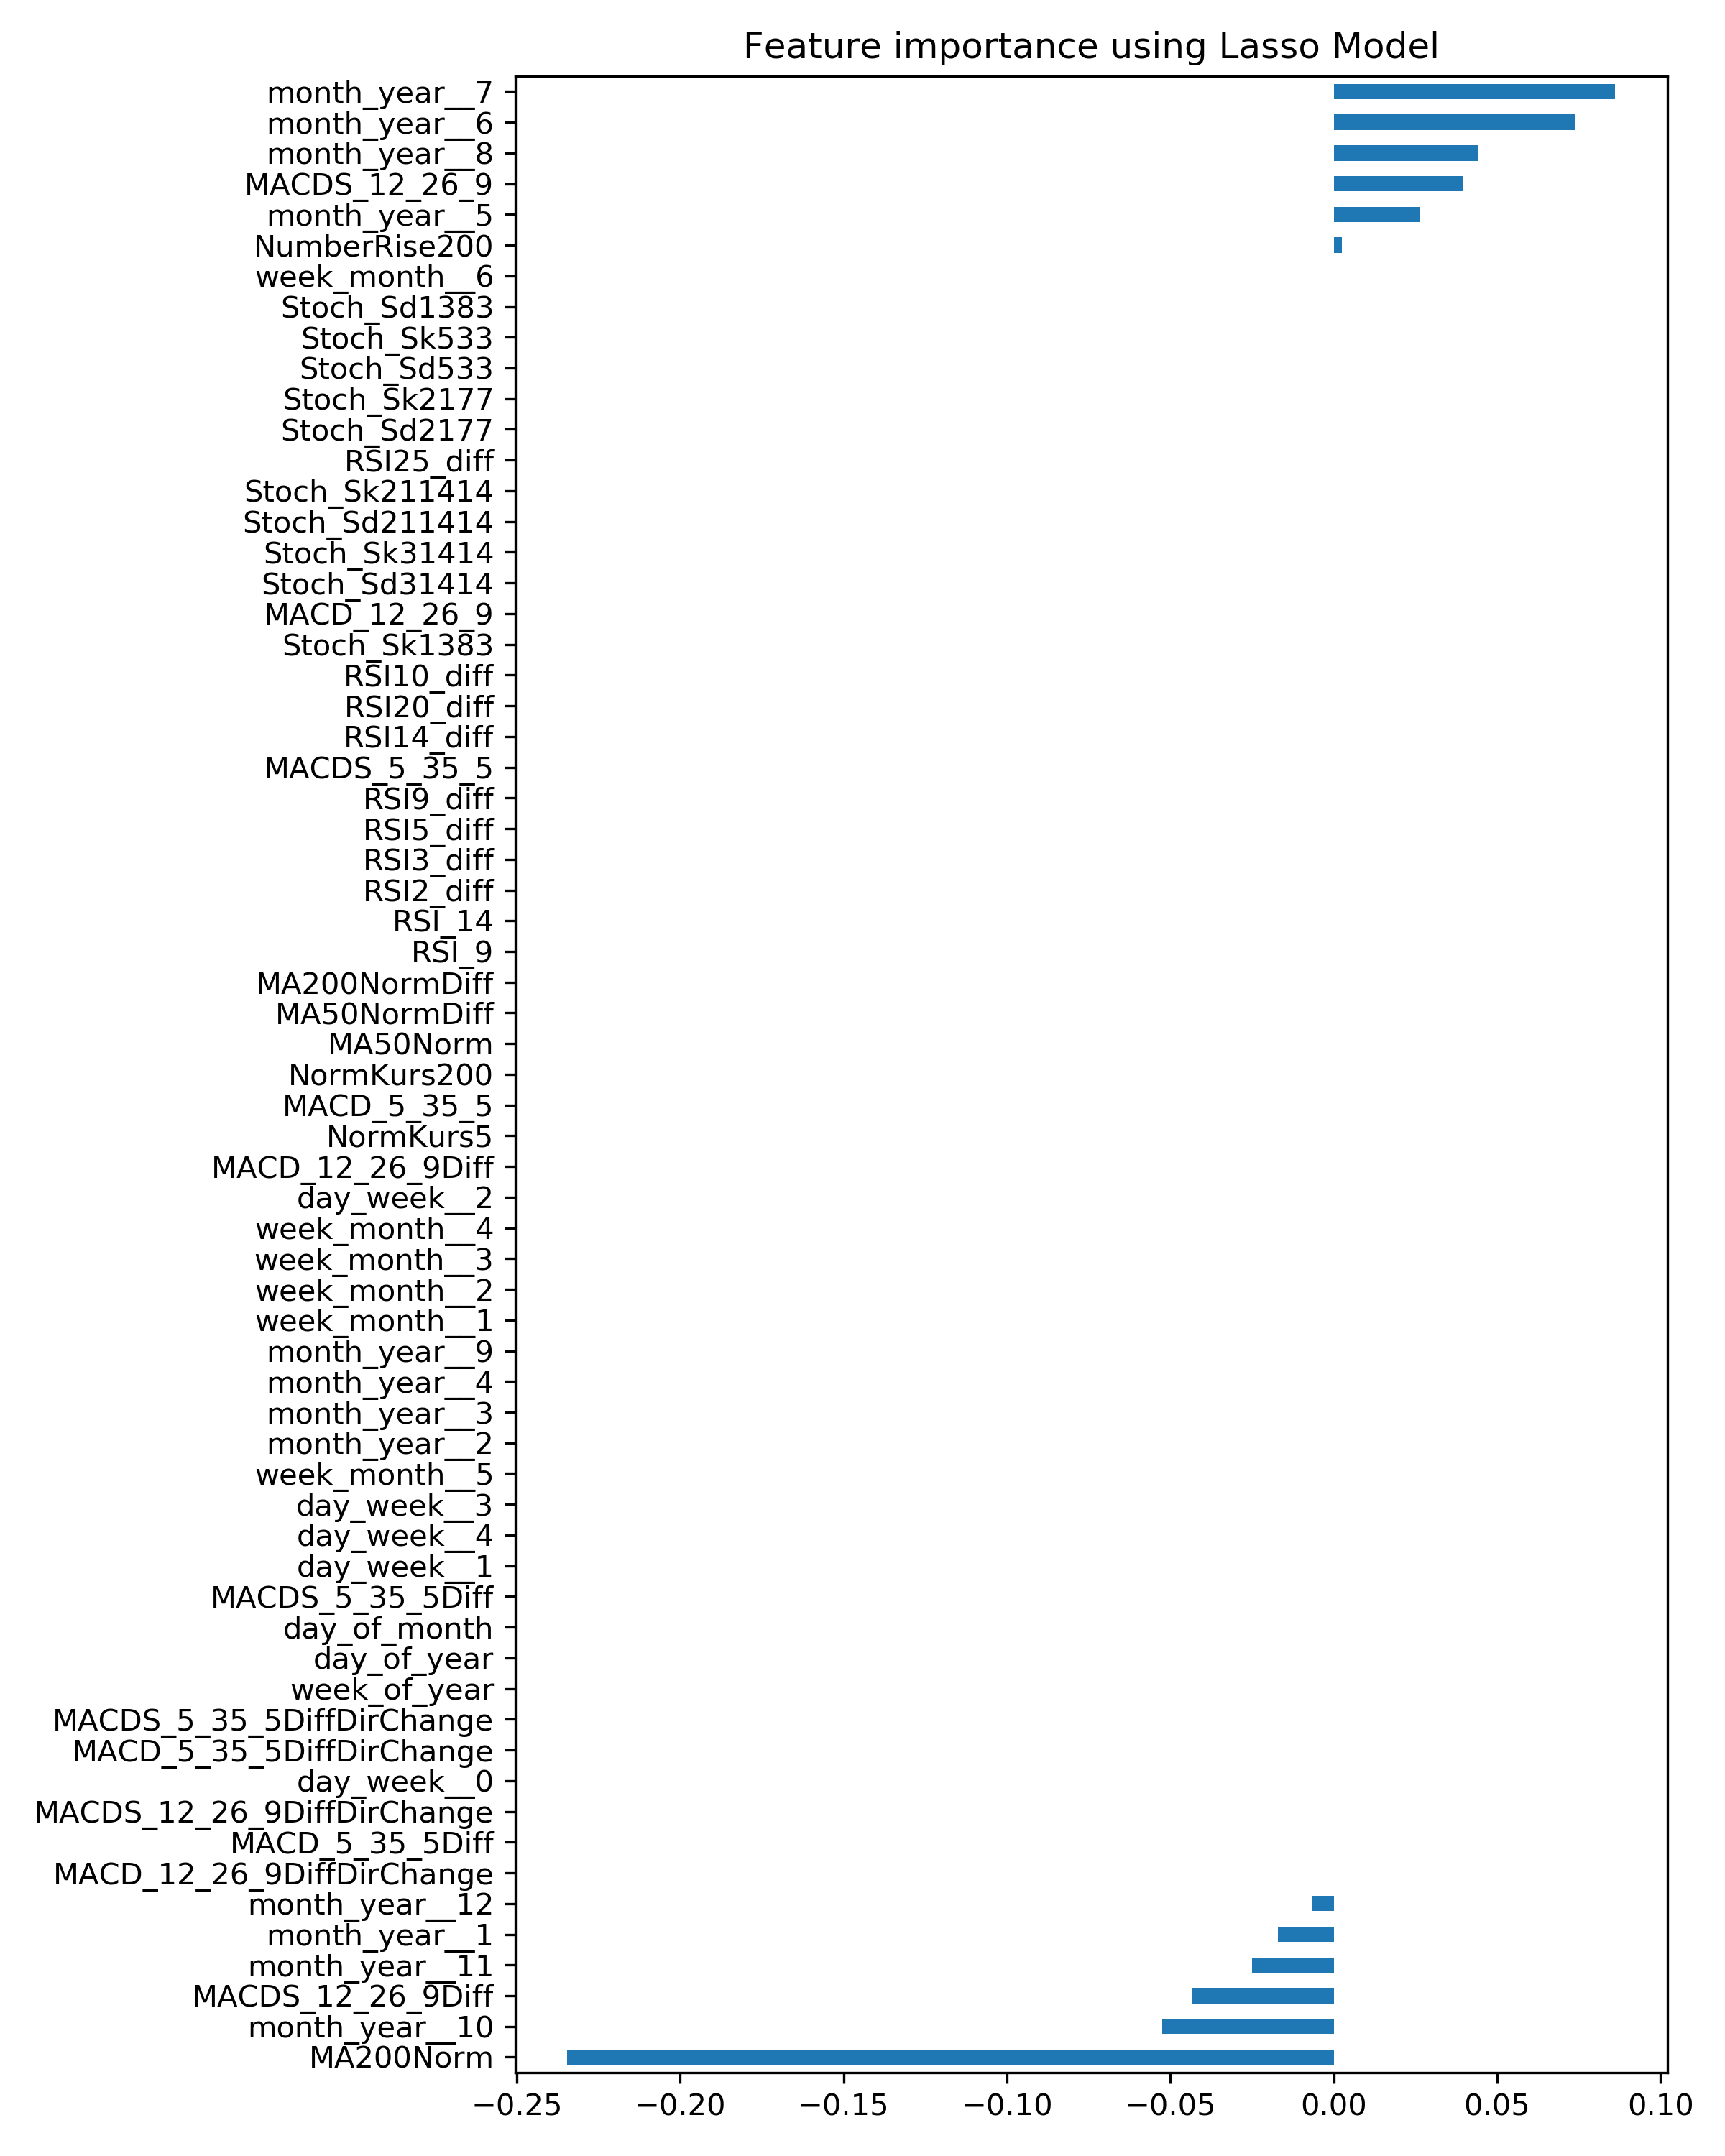 Feature importance using Lasso Model
month_year__7
month_year__6
month_year__8
MACDS_12_26_9
month_year__5
NumberRise200
week_month__6
Stoch_Sd1383
Stoch_Sk533
Stoch_Sd533
Stoch_Sk2177
Stoch_Sd2177
RSI25_diff
Stoch_Sk211414
Stoch_Sd211414
Stoch_Sk31414
Stoch_Sd31414
MACD_12_26_9
Stoch_Sk1383
RSI10_diff
RSI20_diff
RSI14_diff
MACDS_5_35_5
RSI9_diff
RSI5_diff
RSI3_diff
RSI2_diff
RSI_14
RSI_9
MA200NormDiff
MA50NormDiff
MA50Norm
NormKurs200
MACD_5_35_5
NormKurs5
MACD_12_26_9Diff
day_week__2
week_month__4
week_month__3
week_month__2
week_month__1
month_year__9
month_year__4
month_year__3
month_year__2
week_month__5
day_week__3
day_week__4
day_week__1
MACDS_5_35_5Diff
day_of_month
day_of_year
week_of_year
MACDS_5_35_5DiffDirChange
MACD_5_35_5DiffDirChange
day_week__0
MACDS_12_26_9DiffDirChange
MACD_5_35_5Diff
MACD_12_26_9DiffDirChange
month_year__12
month_year__1
month_year__11
MACDS_12_26_9Diff
month_year__10
MA200Norm
−0.25 −0.20 −0.15 −0.10 −0.05 0.00 0.05 0.10